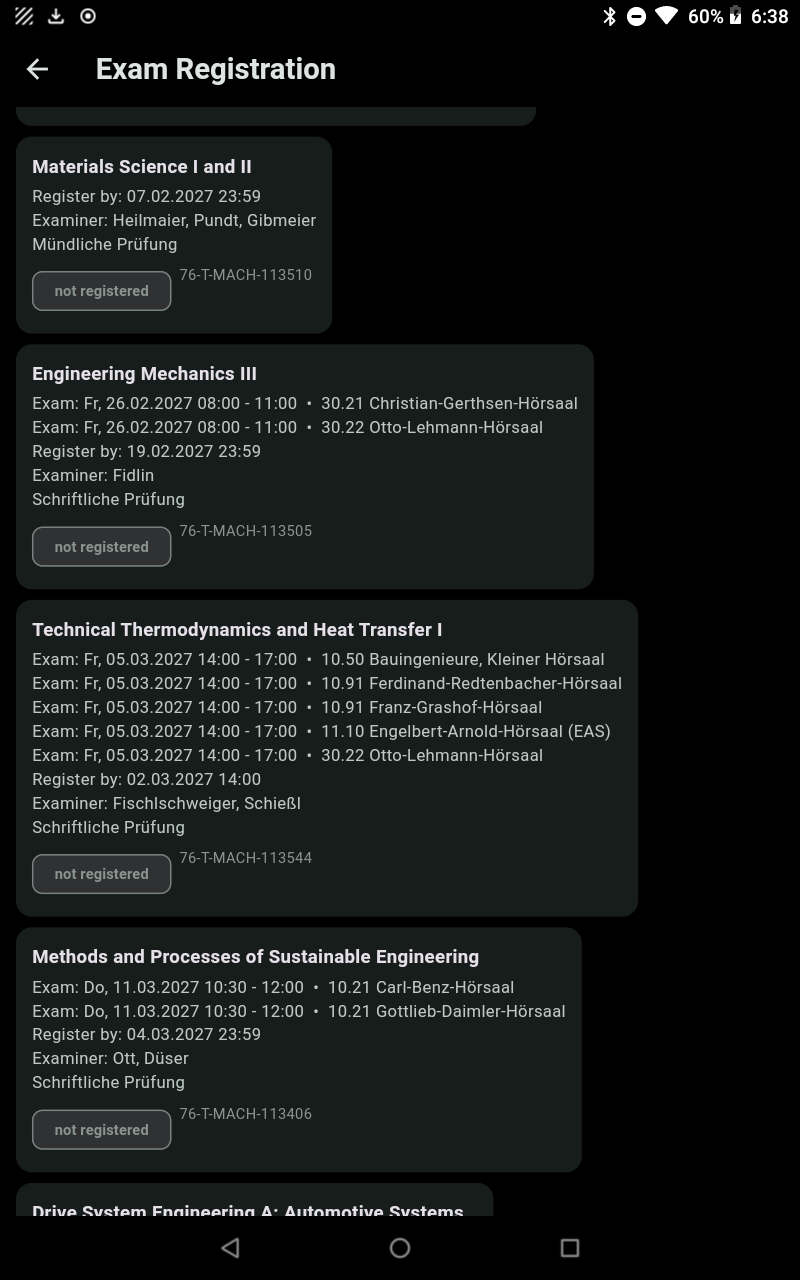 60% 6:38
Exam Registration
Materials Science I and II
Register by: 07.02.2027 23:59
Examiner: Heilmaier, Pundt, Gibmeier
Mündliche Prüfung
not registered 76-T-MACH-113510
Engineering Mechanics III
Exam: Fr, 26.02.2027 08:00 - 11:00 • 30.21 Christian-Gerthsen-Hörsaal
Exam: Fr, 26.02.2027 08:00 - 11:00 • 30.22 Otto-Lehmann-Hörsaal
Register by: 19.02.2027 23:59
Examiner: Fidlin
Schriftliche Prüfung
not registered 76-T-MACH-113505
Technical Thermodynamics and Heat Transfer I
Exam: Fr, 05.03.2027 14:00 - 17:00 • 10.50 Bauingenieure, Kleiner Hörsaal
Exam: Fr, 05.03.2027 14:00 - 17:00 • 10.91 Ferdinand-Redtenbacher-Hörsaal
Exam: Fr, 05.03.2027 14:00 - 17:00 • 10.91 Franz-Grashof-Hörsaal
Exam: Fr, 05.03.2027 14:00 - 17:00 • 11.10 Engelbert-Arnold-Hörsaal (EAS)
Exam: Fr, 05.03.2027 14:00 - 17:00 • 30.22 Otto-Lehmann-Hörsaal
Register by: 02.03.2027 14:00
Examiner: Fischlschweiger, Schießl
Schriftliche Prüfung
not registered 76-T-MACH-113544
Methods and Processes of Sustainable Engineering
Exam: Do, 11.03.2027 10:30 - 12:00 • 10.21 Carl-Benz-Hörsaal
Exam: Do, 11.03.2027 10:30 - 12:00 • 10.21 Gottlieb-Daimler-Hörsaal
Register by: 04.03.2027 23:59
Examiner: Ott, Düser
Schriftliche Prüfung
not registered 76-T-MACH-113406
Drive System Engineering A: Automotive Systems